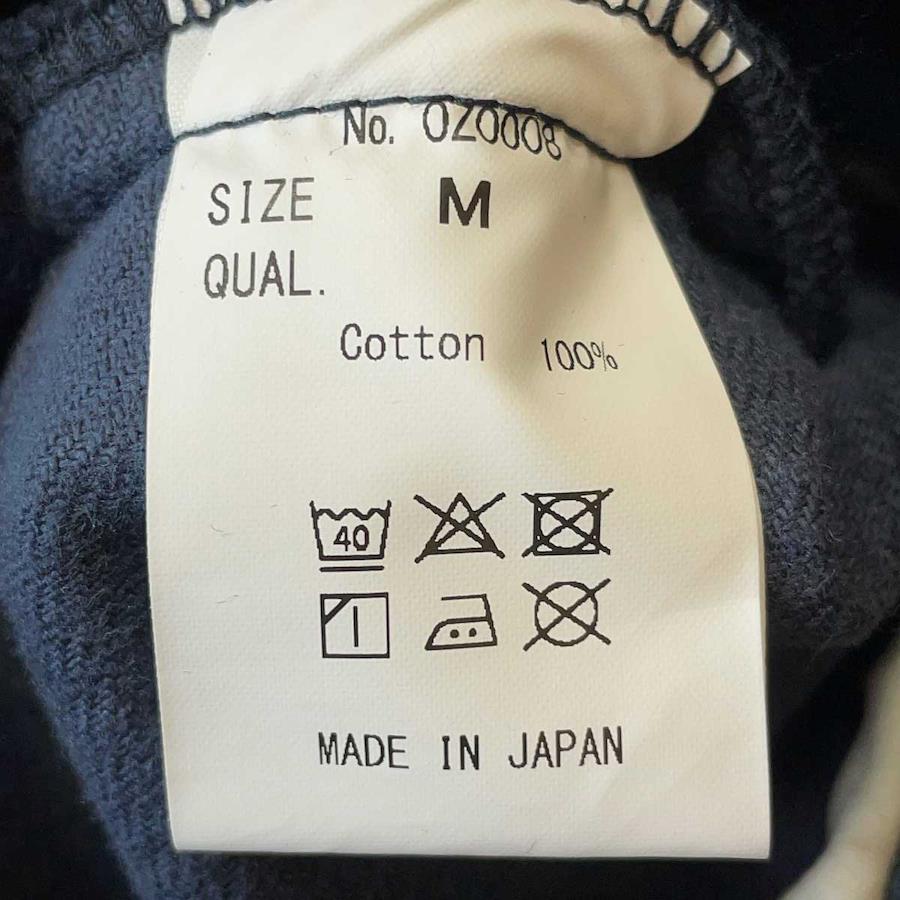 No. OZ0008
SIZE M
QUAL.
Cotton 100%
40
MADE IN JAPAN